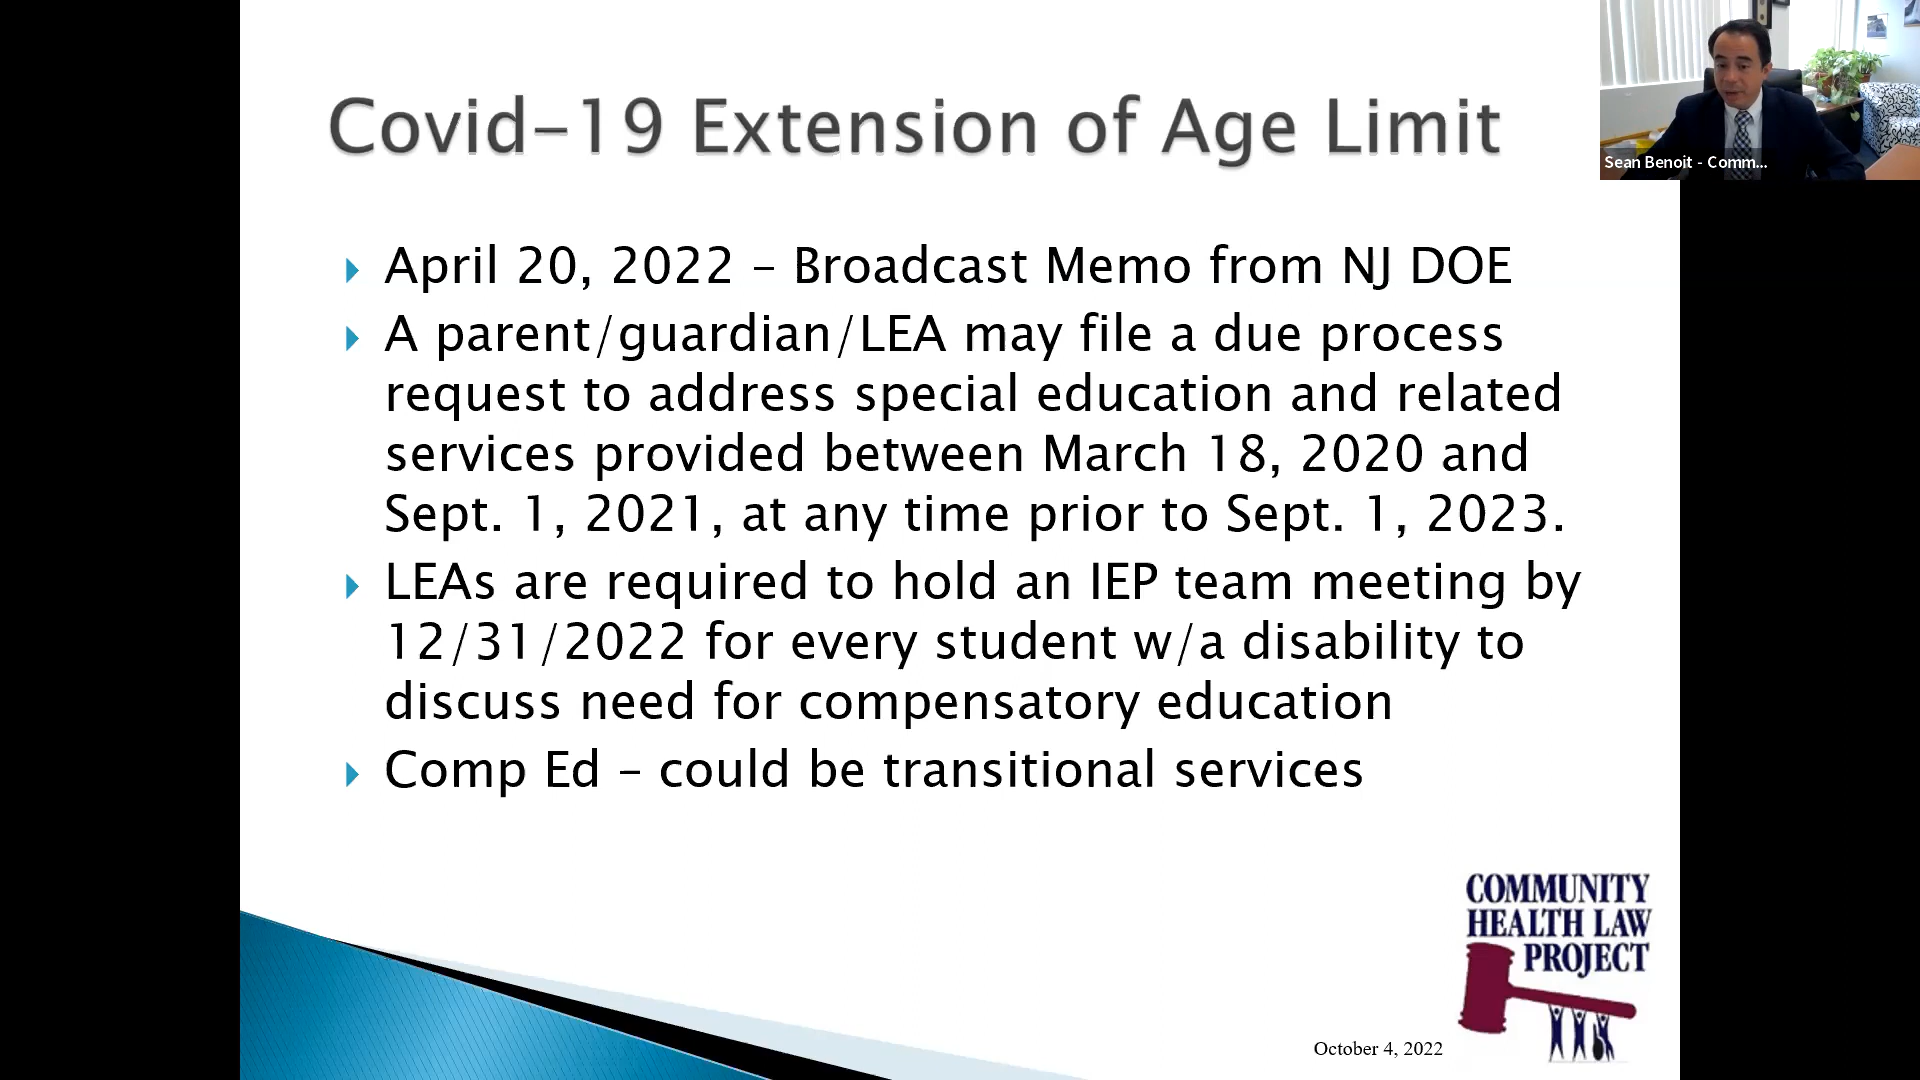 Covid-19 Extension of Age Limit
Sean Benoit - Comm...
April 20, 2022 – Broadcast Memo from NJ DOE
A parent/guardian/LEA may file a due process
request to address special education and related
services provided between March 18, 2020 and
Sept. 1, 2021, at any time prior to Sept. 1, 2023.
LEAs are required to hold an IEP team meeting by
12/31/2022 for every student w/a disability to
discuss need for compensatory education
Comp Ed – could be transitional services
COMMUNITY
HEALTH LAW
PROJECT
October 4, 2022